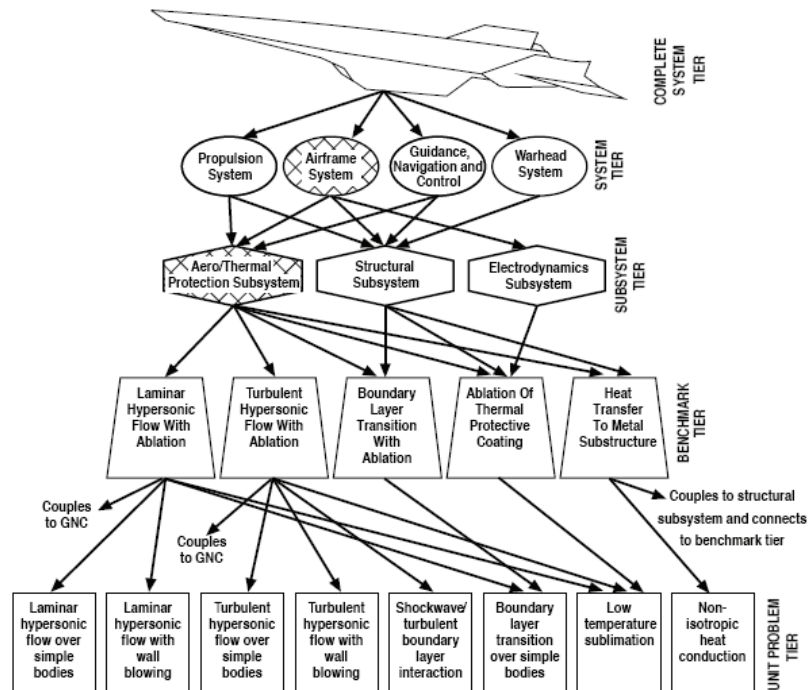 COMPLETE
SYSTEM
TIER
Propulsion
System
Airframe
System
Guidance,
Navigation and
Control
Warhead
System
SYSTEM
TIER
Aero/Thermal
Protection Subsystem
Structural
Subsystem
Electrodynamics
Subsystem
SUBSYSTEM
TIER
Laminar
Hypersonic
Flow With
Ablation
Turbulent
Hypersonic
Flow With
Ablation
Boundary
Layer
Transition
With
Ablation
Ablation Of
Thermal
Protective
Coating
Heat
Transfer
To Metal
Substructure
BENCHMARK
TIER
Couples
to GNC
Couples
to GNC
Couples to structural
subsystem and connects
to benchmark tier
Laminar
hypersonic
flow over
simple
bodies
Laminar
hypersonic
flow with
wall
blowing
Turbulent
hypersonic
flow over
simple
bodies
Turbulent
hypersonic
flow with
wall
blowing
Shockwave/
turbulent
boundary
layer
interaction
Boundary
layer
transition
over simple
bodies
Low
temperature
sublimation
Non-
isotropic
heat
conduction
UNIT PROBLEM
TIER